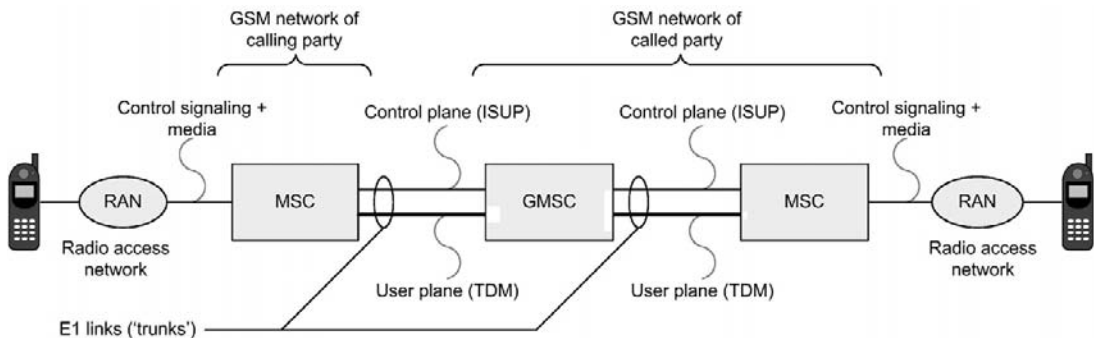 GSM network of
calling party
GSM network of
called party
Control signaling +
media
Control plane (ISUP)
Control plane (ISUP)
Control signaling +
media
RAN
MSC
GMSC
MSC
RAN
Radio access
network
Radio access
network
User plane (TDM)
User plane (TDM)
E1 links (‘trunks’)